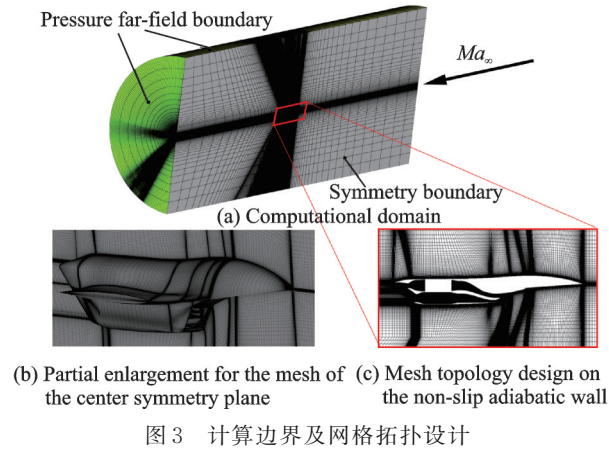 Pressure far-field boundary
Ma∞
Symmetry boundary
(a) Computational domain
(b) Partial enlargement for the mesh of
the center symmetry plane
(c) Mesh topology design on
the non-slip adiabatic wall
图3 计算边界及网格拓扑设计